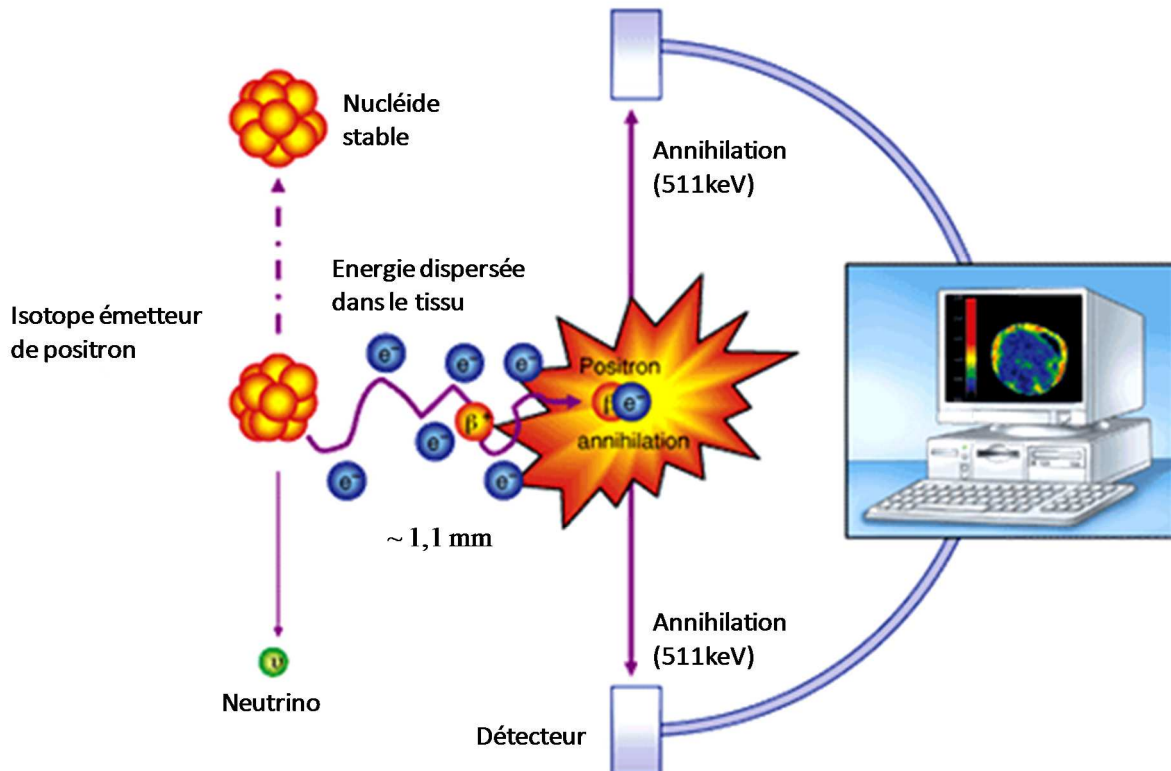 Nucléide
stable
Annihilation
(511keV)
Energie dispersée
dans le tissu
Isotope émetteur
de positron
e⁻
e⁻
e⁻
Positron
β
e⁻
β⁺
e⁻
annihilation
e⁻
e⁻
~ 1,1 mm
Annihilation
(511keV)
υ
Neutrino
Détecteur